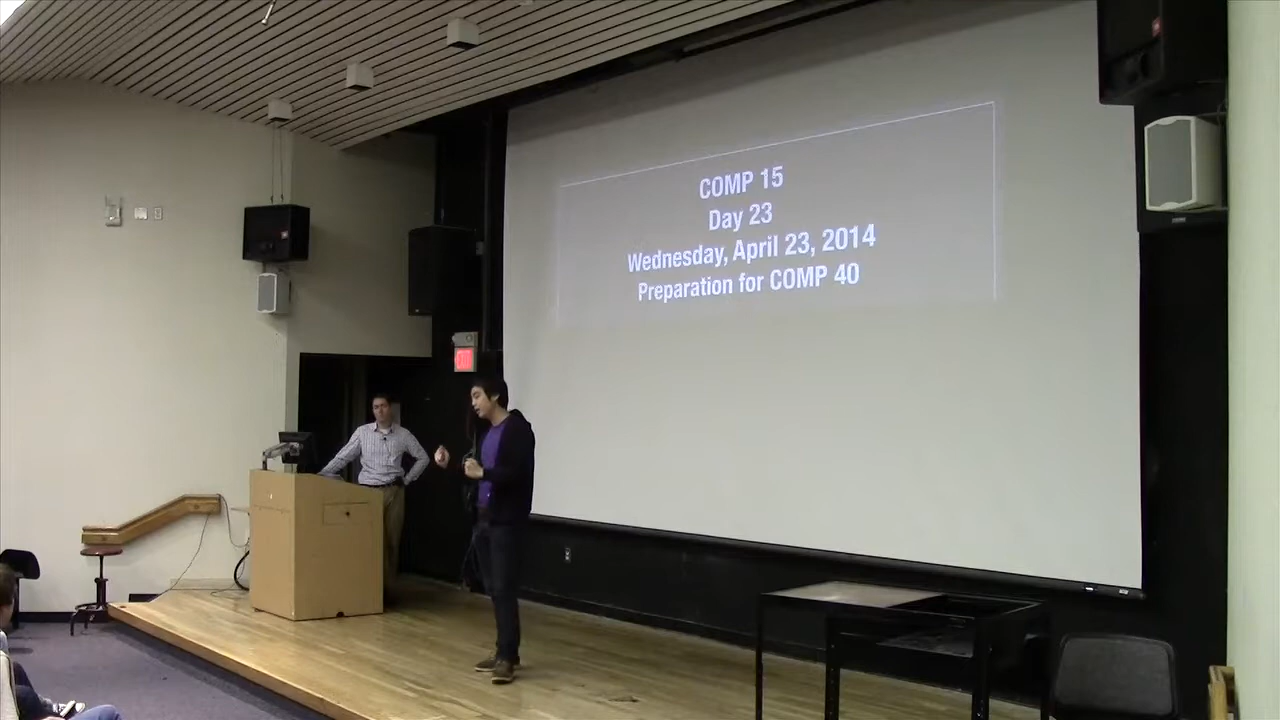 COMP 15
Day 23
Wednesday, April 23, 2014
Preparation for COMP 40